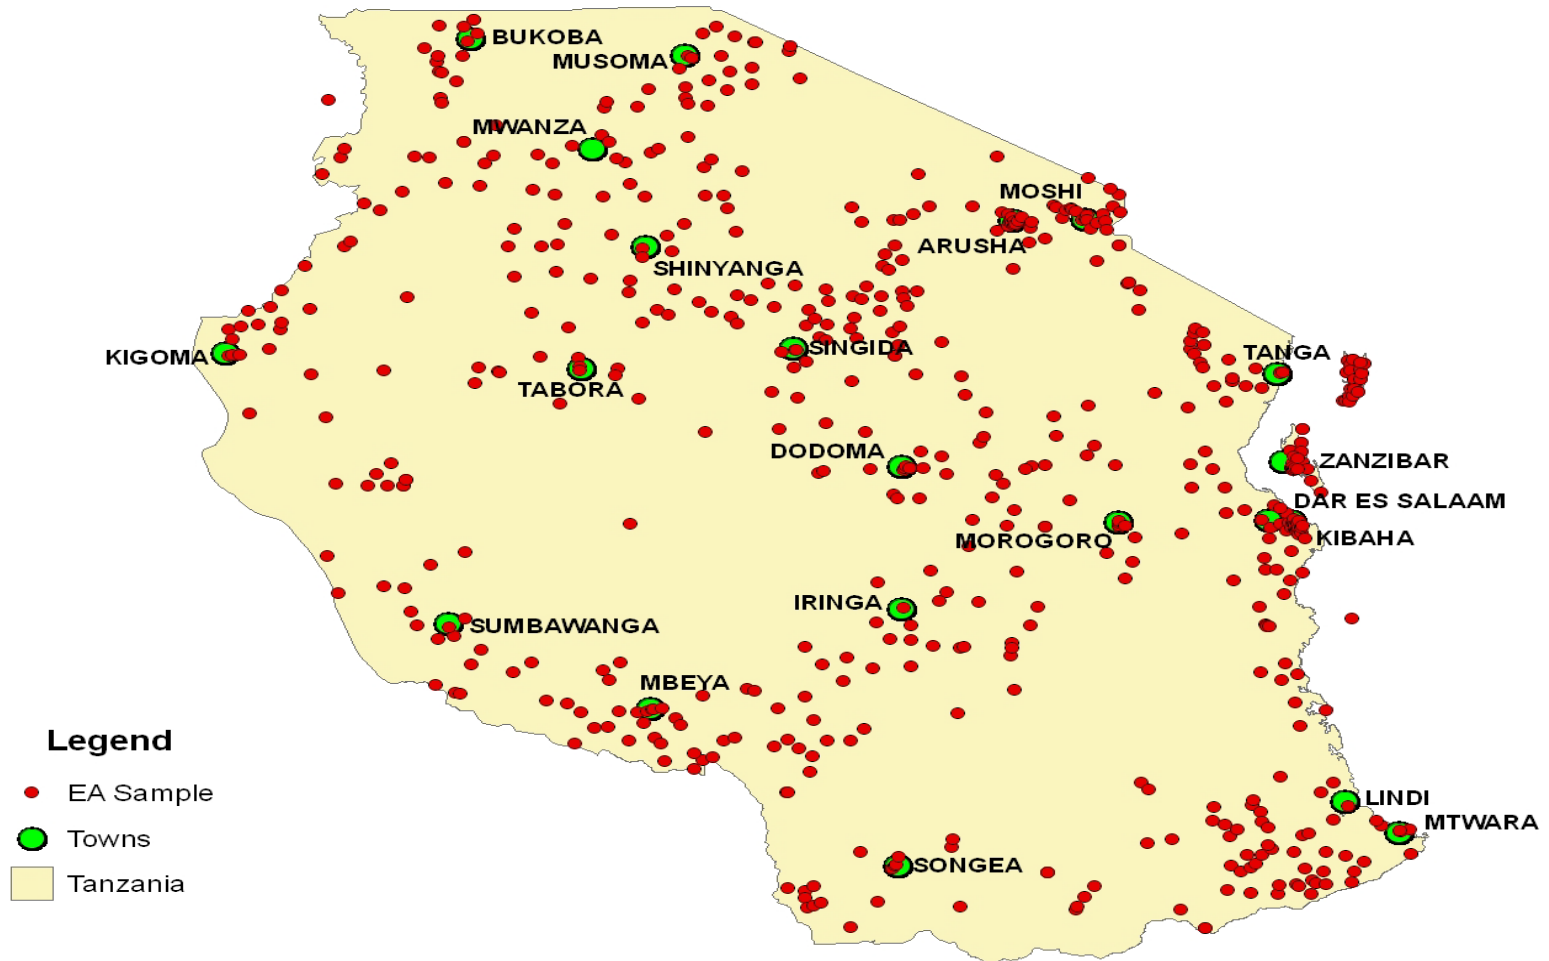 BUKOBA
MUSOMA
MWANZA
MOSHI
ARUSHA
SHINYANGA
KIGOMA
SINGIDA
TANGA
TABORA
DODOMA
ZANZIBAR
DAR ES SALAAM
MOROGORO
KIBAHA
IRINGA
SUMBAWANGA
MBEYA
Legend
EA Sample
LINDI
MTWARA
Towns
SONGEA
Tanzania